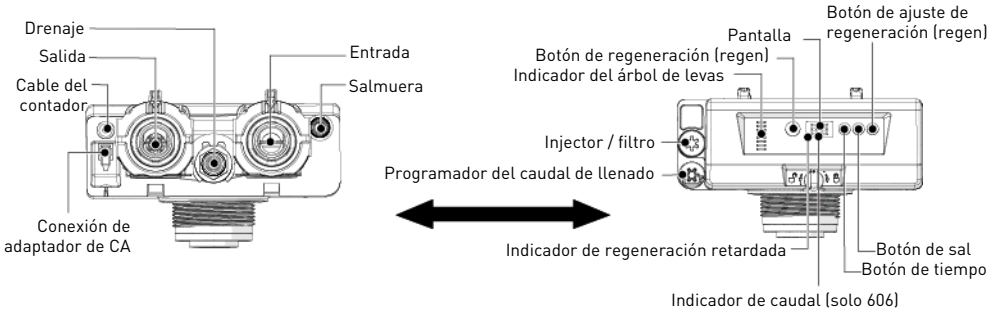 Drenaje
Salida
Cable del
contador
Conexión de
adaptador de CA
Entrada
Salmuera
Botón de ajuste de
regeneración (regen)
Pantalla
Botón de regeneración (regen)
Indicador del árbol de levas
Injector / filtro
Programador del caudal de llenado
Indicador de regeneración retardada
Botón de sal
Botón de tiempo
Indicador de caudal (solo 606)